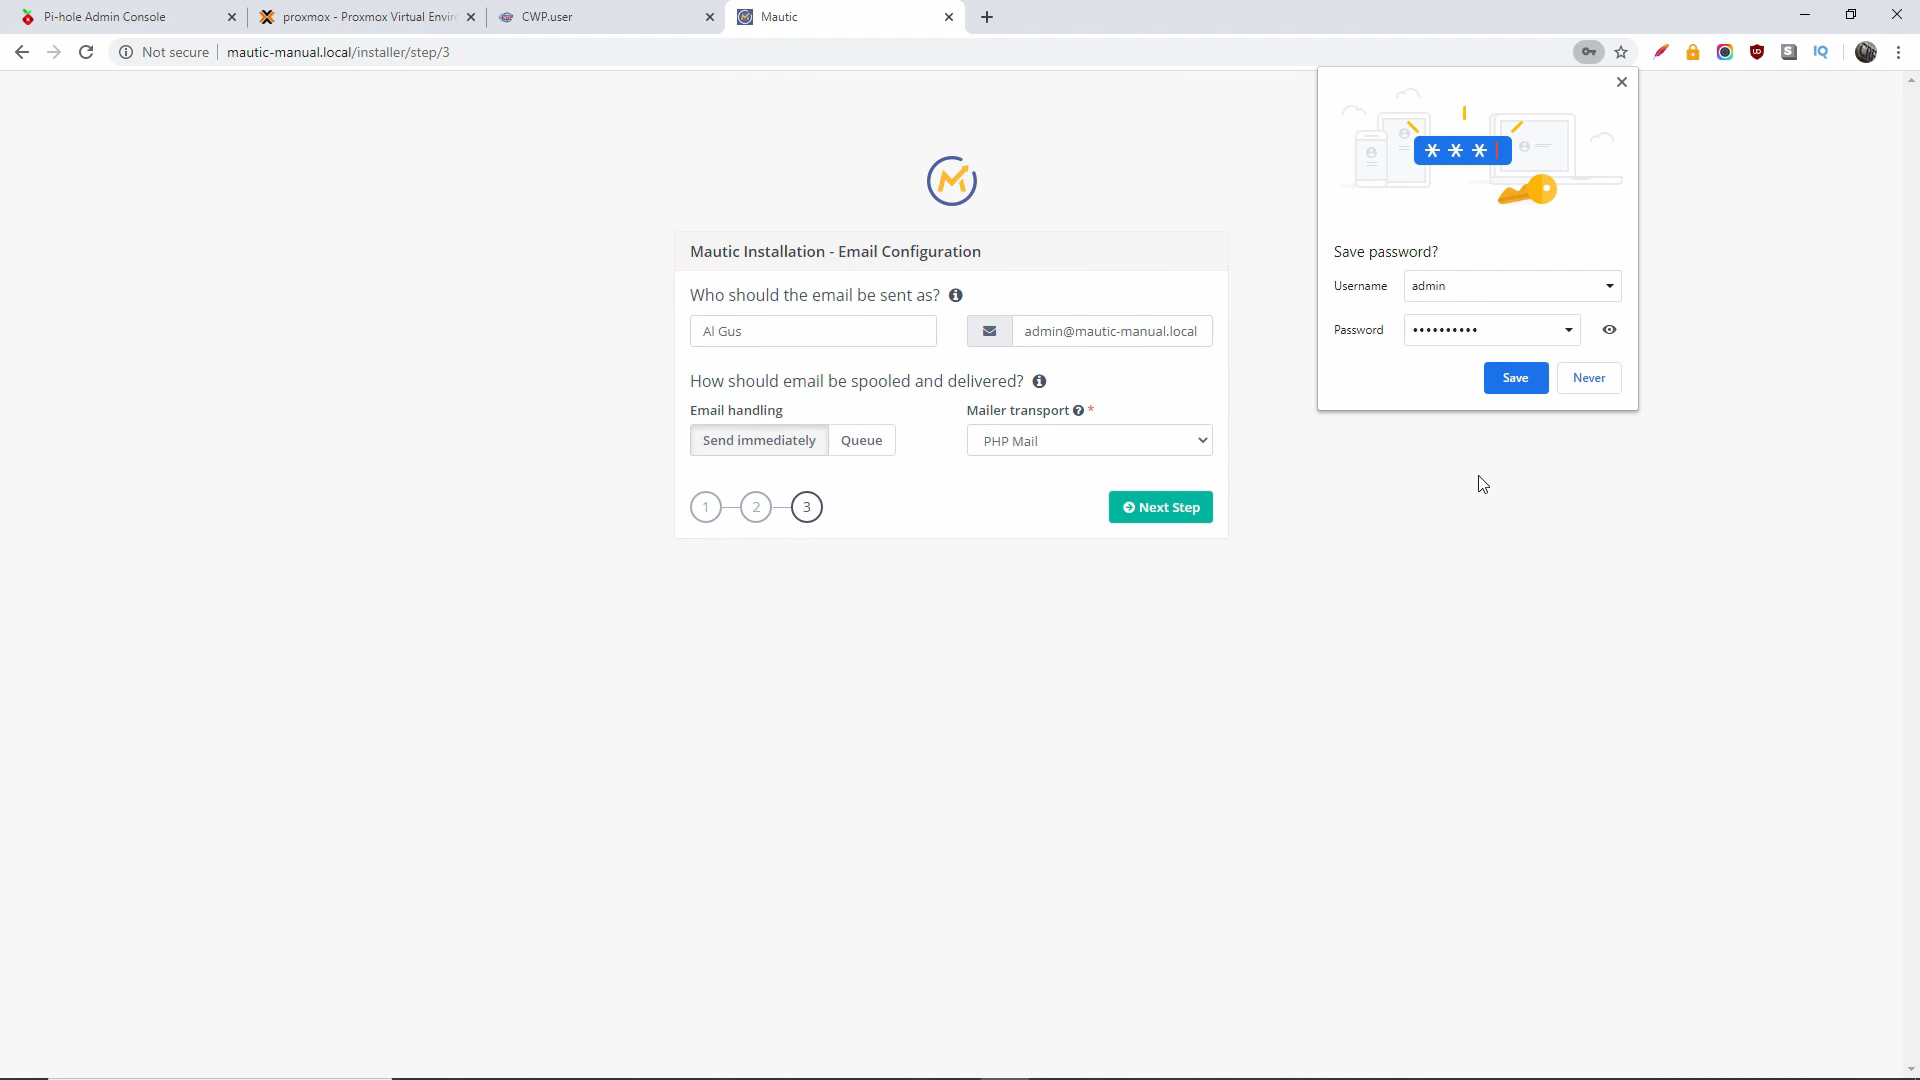 Pi-hole Admin Console
proxmox - Proxmox Virtual Envir
CWP.user
Mautic
Not secure
mautic-manual.local/installer/step/3
IQ
Mautic Installation - Email Configuration
Who should the email be sent as?
Al Gus
admin@mautic-manual.local
How should email be spooled and delivered?
Email handling
Mailer transport *
Send immediately
Queue
PHP Mail
1
2
3
Next Step
* * *
Save password?
Username
admin
Password
••••••••••
Save
Never